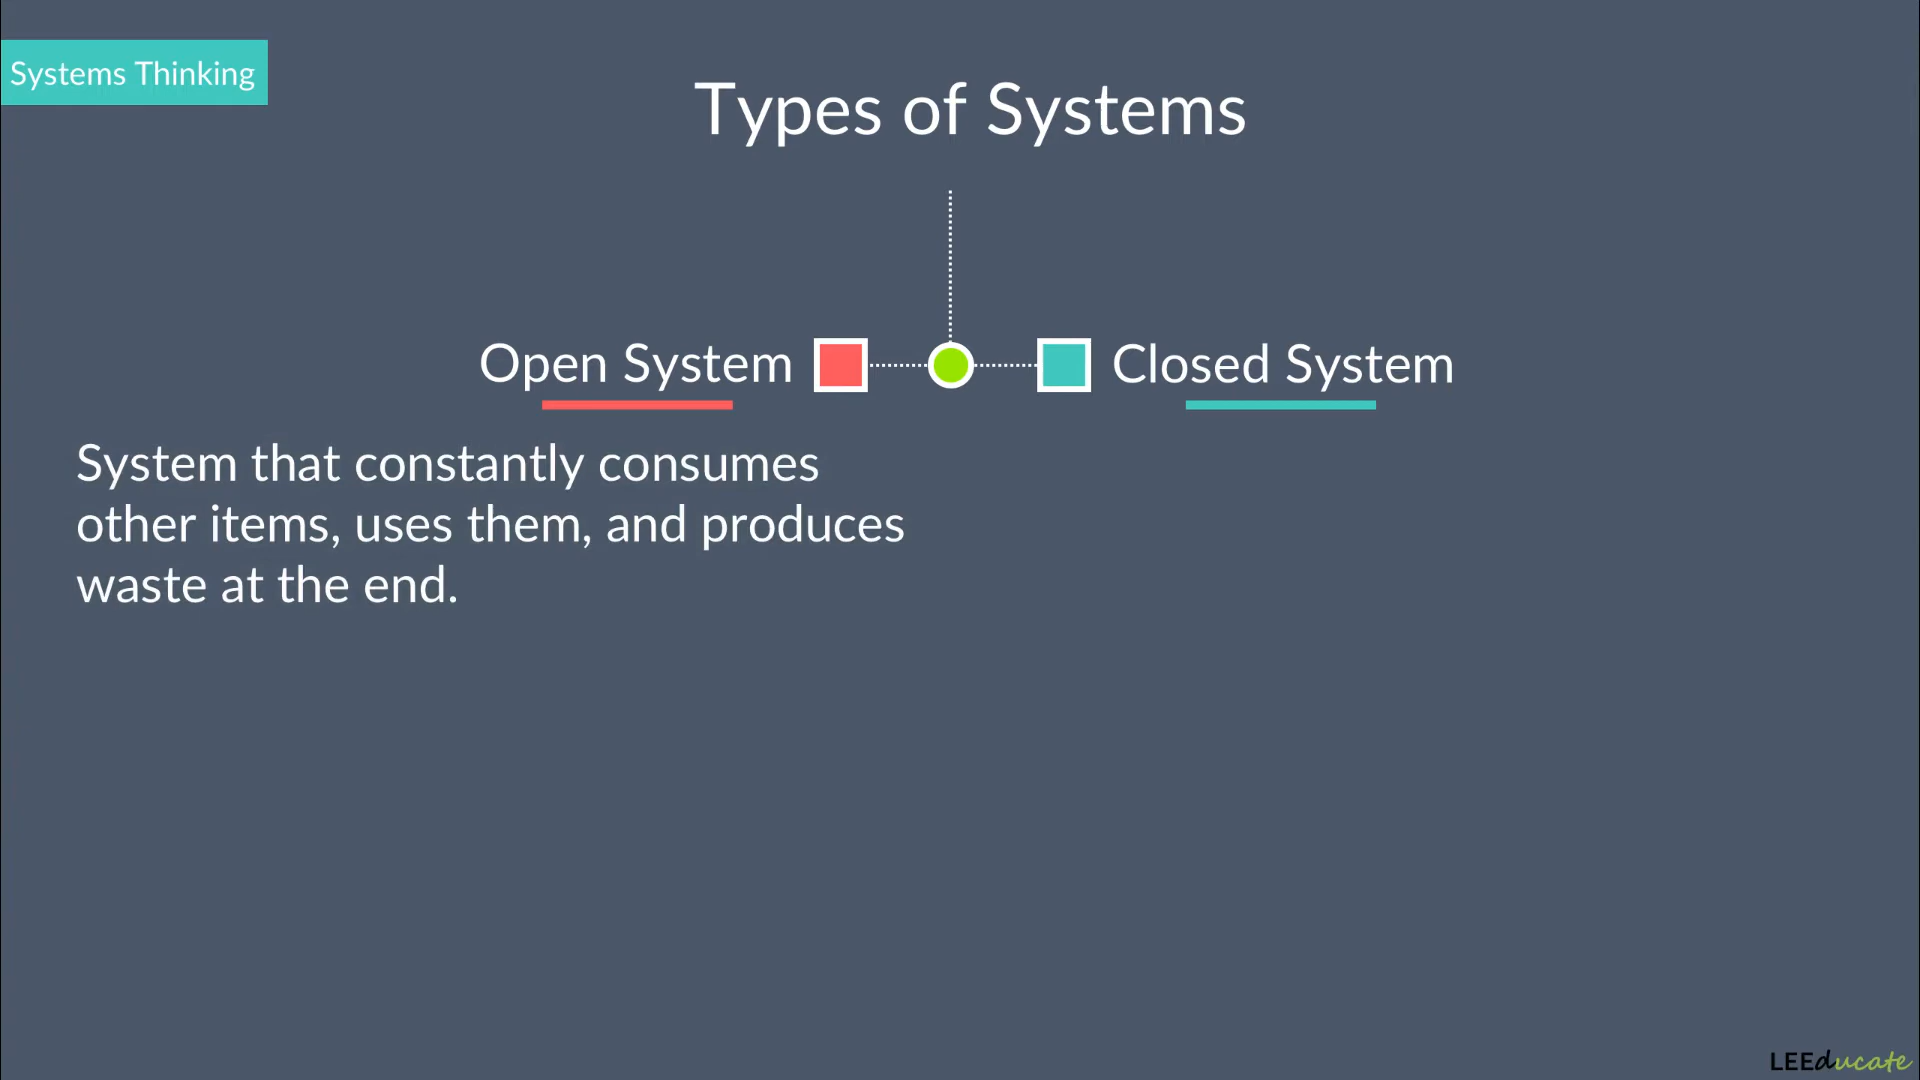 Systems Thinking
Types of Systems
Open System
Closed System
System that constantly consumes
other items, uses them, and produces
waste at the end.
LEEducate